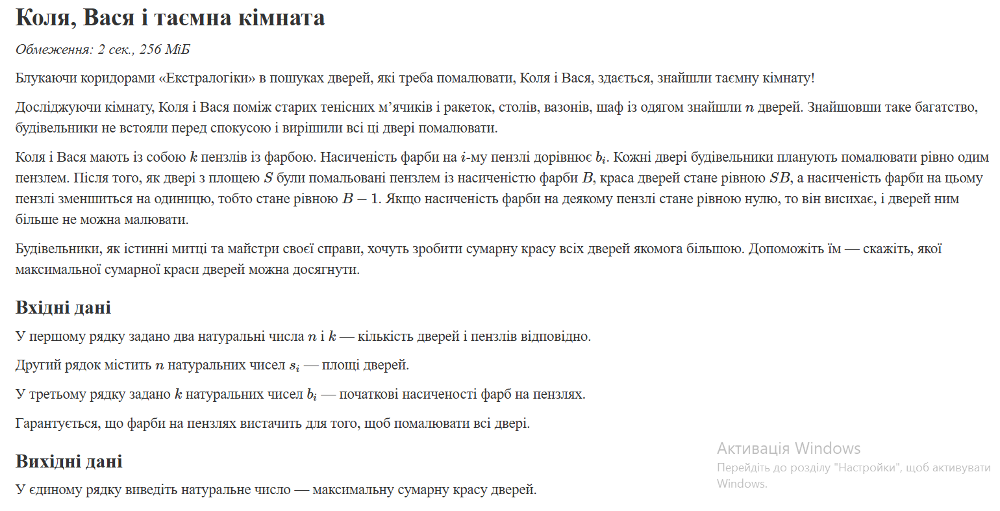 Коля, Вася і таємна кімната
Обмеження: 2 сек., 256 МіБ
Блукаючи коридорами «Екстралогіки» в пошуках дверей, які треба помалювати, Коля і Вася, здається, знайшли таємну кімнату!
Досліджуючи кімнату, Коля і Вася поміж старих тенісних м’ячиків і ракеток, столів, вазонів, шаф із одягом знайшли n дверей. Знайшовши таке багатство,
будівельники не встояли перед спокусою і вирішили всі ці двері помалювати.
Коля і Вася мають із собою k пензлів із фарбою. Насиченість фарби на i-му пензлі дорівнює bᵢ. Кожні двері будівельники планують помалювати рівно одим
пензлем. Після того, як двері з площею S були помальовані пензлем із насиченістю фарби B, краса дверей стане рівною SB, а насиченість фарби на цьому
пензлі зменшиться на одиницю, тобто стане рівною B − 1. Якщо насиченість фарби на деякому пензлі стане рівною нулю, то він висихає, і дверей ним
більше не можна малювати.
Будівельники, як істинні митці та майстри своєї справи, хочуть зробити сумарну красу всіх дверей якомога більшою. Допоможіть їм — скажіть, якої
максимальної сумарної краси дверей можна досягнути.
Вхідні дані
У першому рядку задано два натуральні числа n і k — кількість дверей і пензлів відповідно.
Другий рядок містить n натуральних чисел sᵢ — площі дверей.
У третьому рядку задано k натуральних чисел bᵢ — початкові насиченості фарб на пензлях.
Гарантується, що фарби на пензлях вистачить для того, щоб помалювати всі двері.
Вихідні дані
У єдиному рядку виведіть натуральне число — максимальну сумарну красу дверей.
Активація Windows
Перейдіть до розділу "Настройки", щоб активувати
Windows.